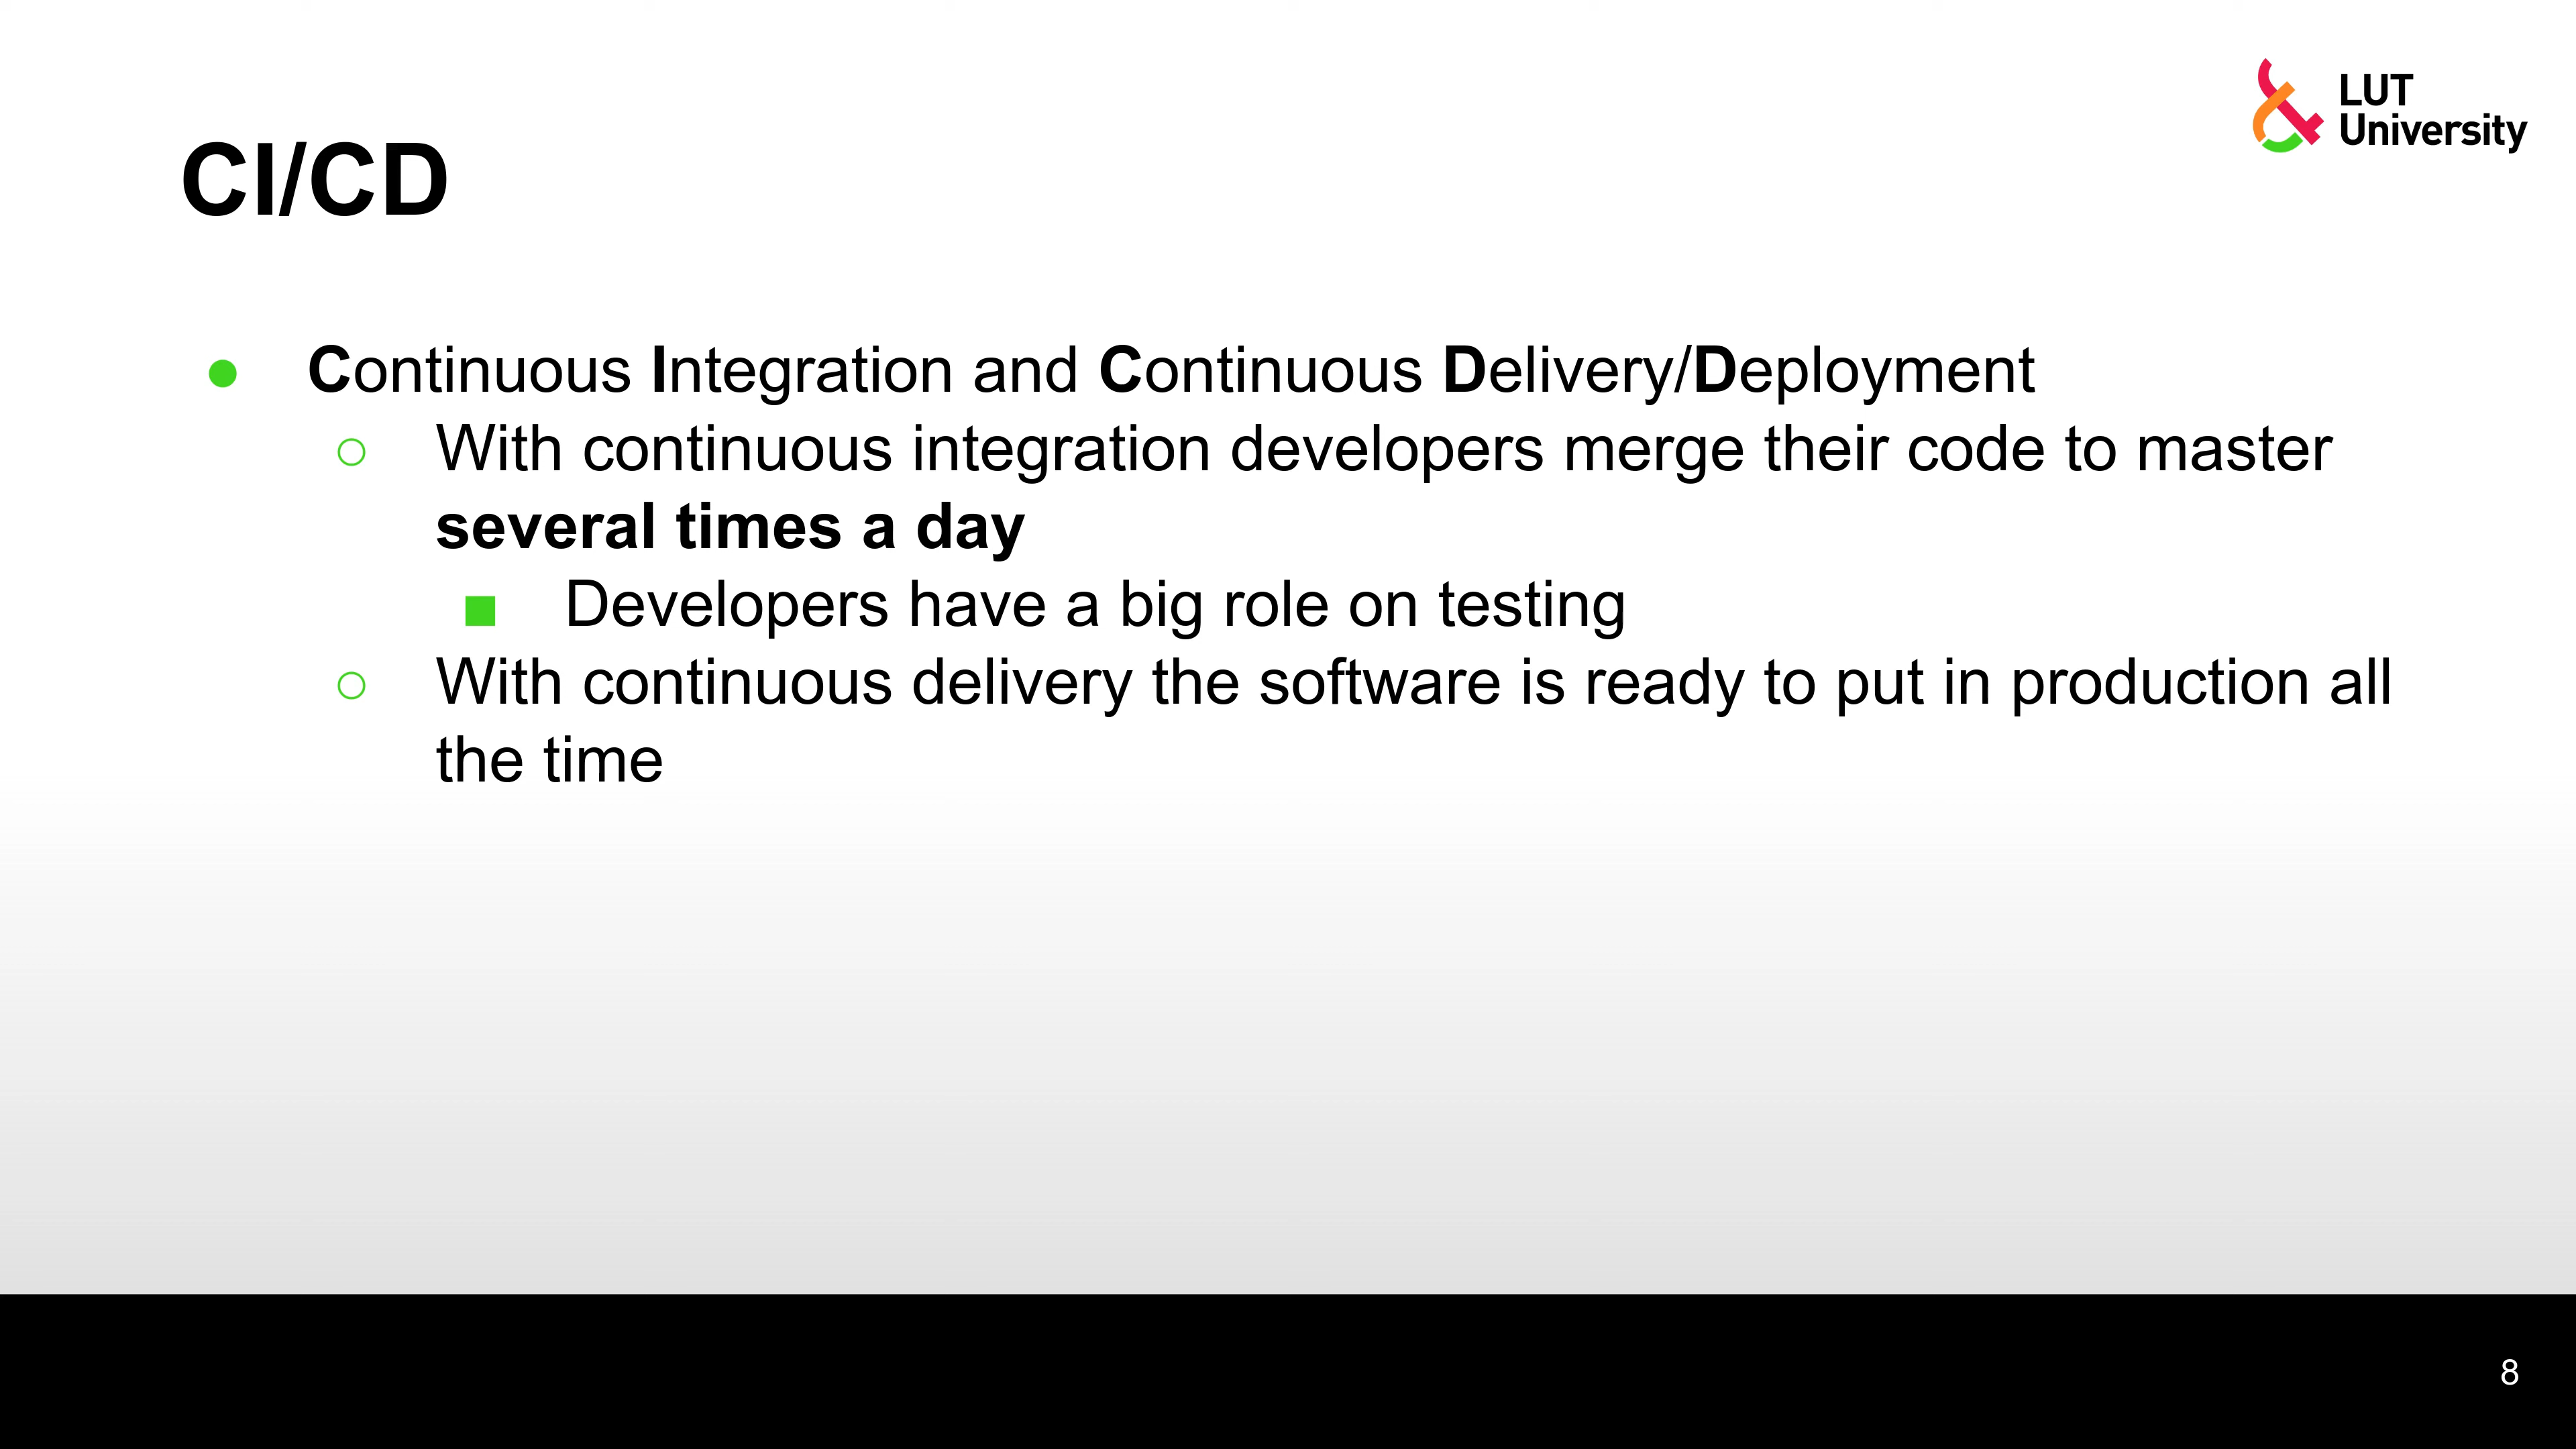 LUT
University
CI/CD
● Continuous Integration and Continuous Delivery/Deployment
○ With continuous integration developers merge their code to master
several times a day
■ Developers have a big role on testing
○ With continuous delivery the software is ready to put in production all
the time
8